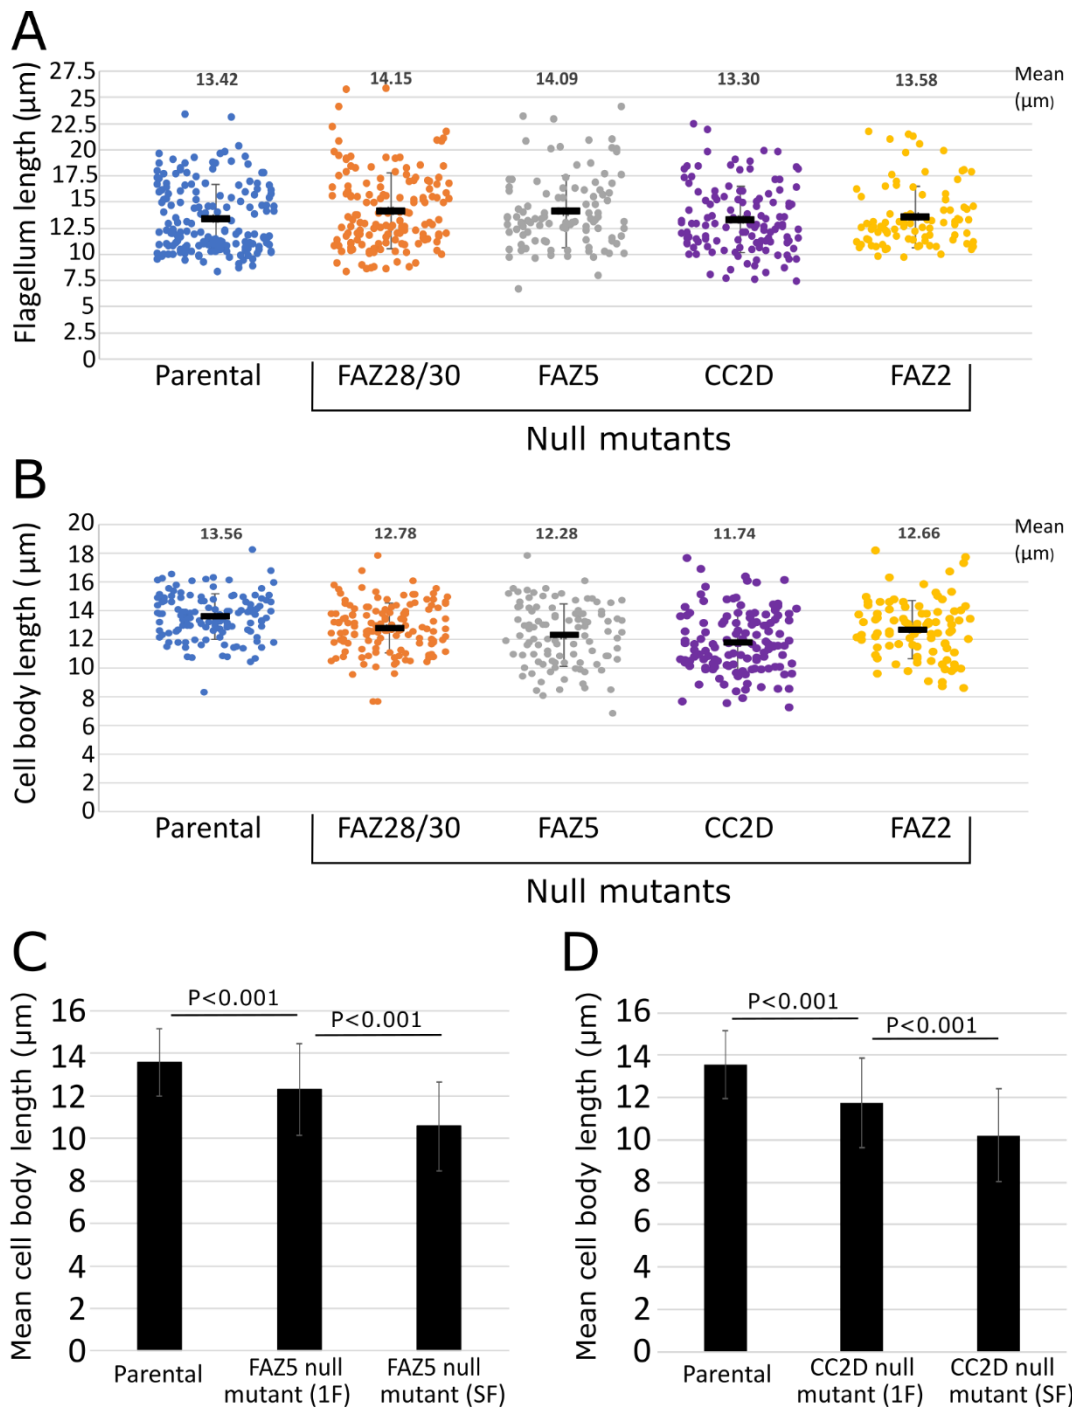 A
Flagellum length (µm)
27.5
25
22.5
20
17.5
15
12.5
10
7.5
5
2.5
0
13.42
14.15
14.09
13.30
13.58
Mean
(µm)
Parental
FAZ28/30
FAZ5
CC2D
FAZ2
Null mutants
B
Cell body length (µm)
20
18
16
14
12
10
8
6
4
2
0
13.56
12.78
12.28
11.74
12.66
Mean
(µm)
Parental
FAZ28/30
FAZ5
CC2D
FAZ2
Null mutants
C
Mean cell body length (µm)
16
14
12
10
8
6
4
2
0
P<0.001
P<0.001
Parental
FAZ5 null
mutant (1F)
FAZ5 null
mutant (SF)
D
Mean cell body length (µm)
16
14
12
10
8
6
4
2
0
P<0.001
P<0.001
Parental
CC2D null
mutant (1F)
CC2D null
mutant (SF)